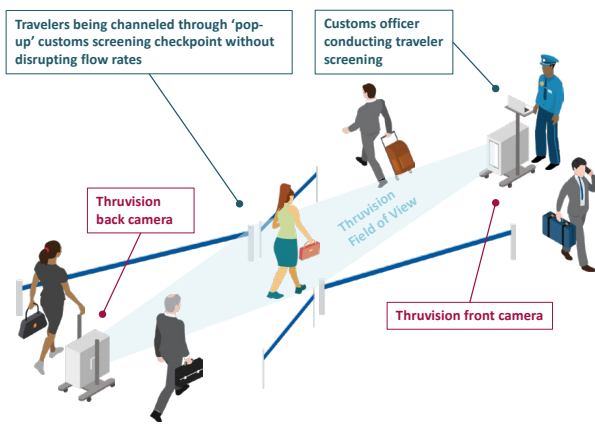 Travelers being channeled through ‘pop-
up’ customs screening checkpoint without
disrupting flow rates
Customs officer
conducting traveler
screening
Thruvision
back camera
Thruvision
Field of View
Thruvision front camera